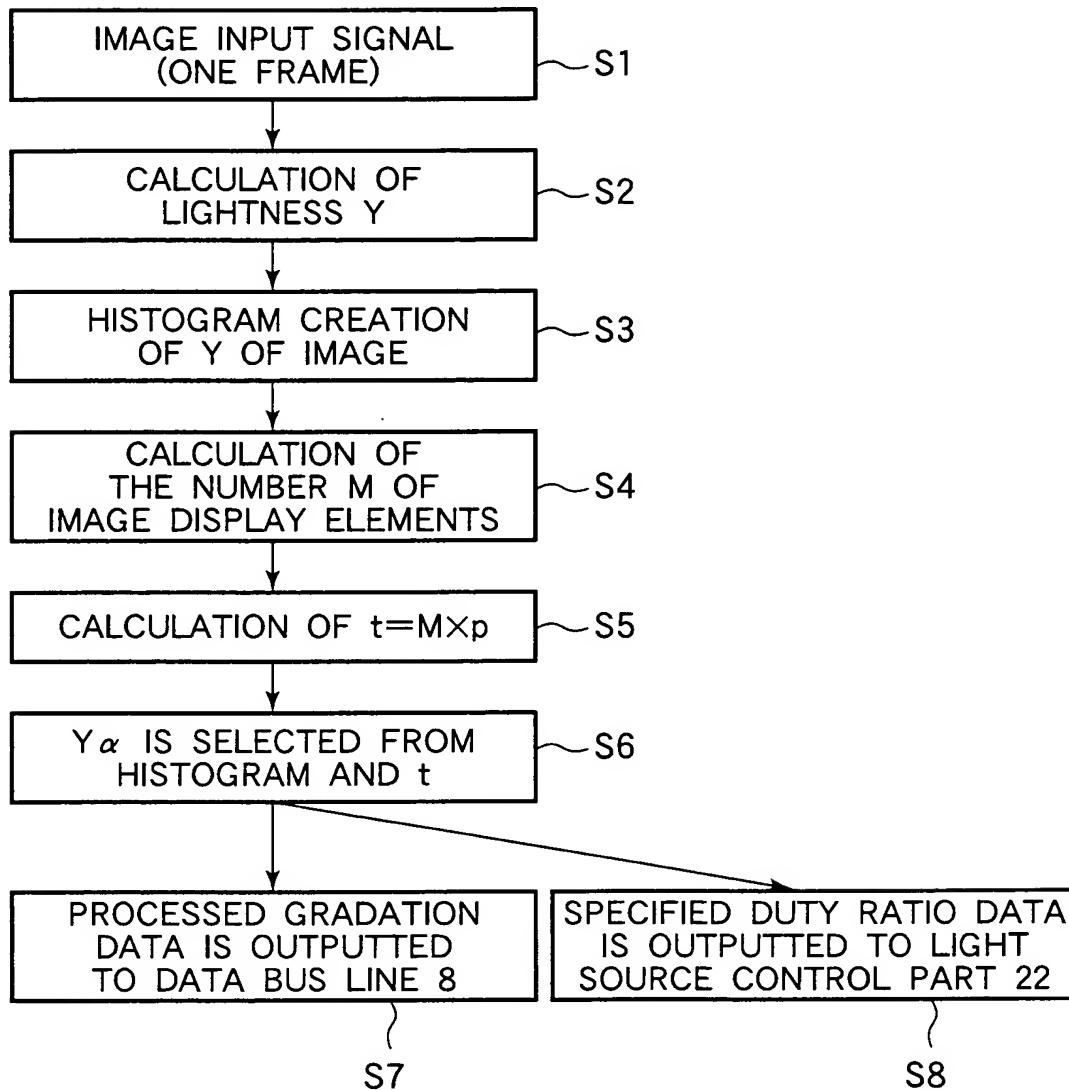 IMAGE INPUT SIGNAL
(ONE FRAME)
S1
CALCULATION OF
LIGHTNESS Y
S2
HISTOGRAM CREATION
OF Y OF IMAGE
S3
CALCULATION OF
THE NUMBER M OF
IMAGE DISPLAY ELEMENTS
S4
CALCULATION OF t=M×p
S5
Yα IS SELECTED FROM
HISTOGRAM AND t
S6
PROCESSED GRADATION
DATA IS OUTPUTTED
TO DATA BUS LINE 8
S7
SPECIFIED DUTY RATIO DATA
IS OUTPUTTED TO LIGHT
SOURCE CONTROL PART 22
S8